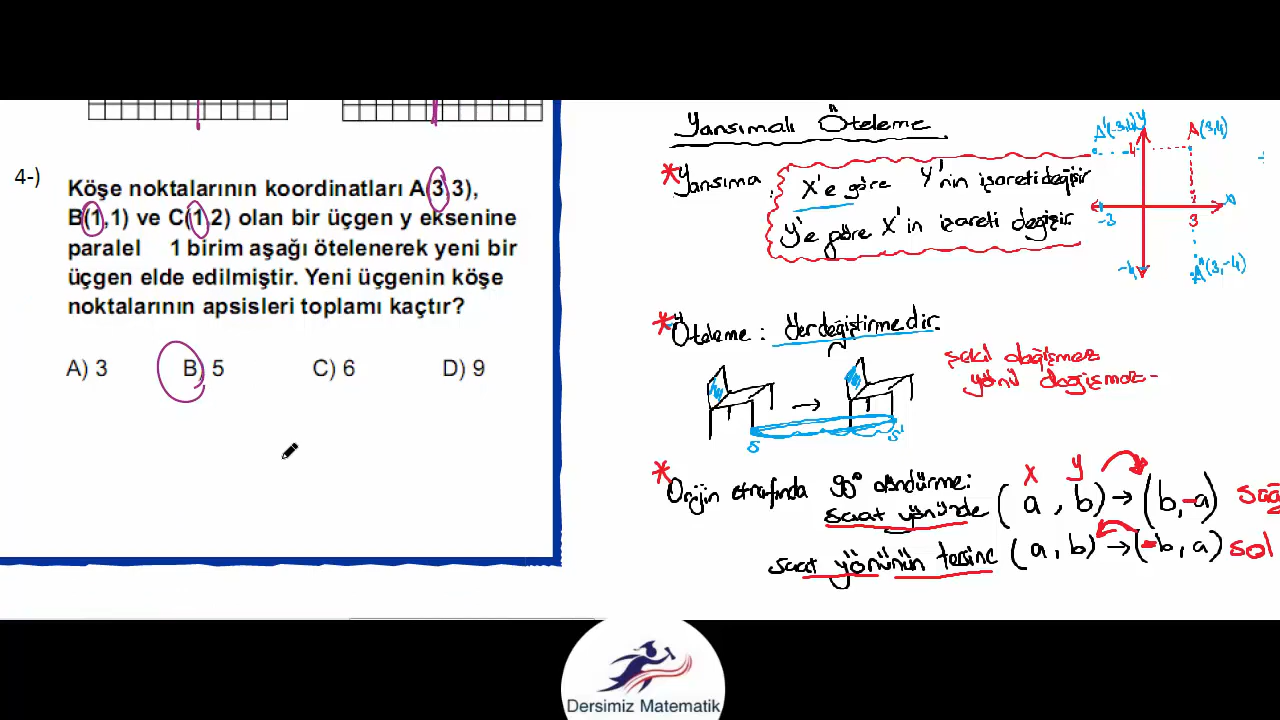 4-)
Köşe noktalarının koordinatları A(3,3),
B(1,1) ve C(1,2) olan bir üçgen y eksenine
paralel 1 birim aşağı ötelenerek yeni bir
üçgen elde edilmiştir. Yeni üçgenin köşe
noktalarının apsisleri toplamı kaçtır?
A) 3 B) 5 C) 6 D) 9
Yansımalı Öteleme
*Yansıma: X'e göre Y'nin işareti değişir
Y'e göre X'in işareti değişir
A'(-3,4) y A(3,4)
4
-3 3 x
-4 A''(3,-4)
*Öteleme: Yer değiştirmedir.
şekil değişmez
yönü değişmez
S S'
*Orijin etrafında 90° döndürme: x y
saat yönünde (a, b) → (b,-a) sağ
saat yönünün tersine (a, b) → (-b, a) sol
Dersimiz Matematik